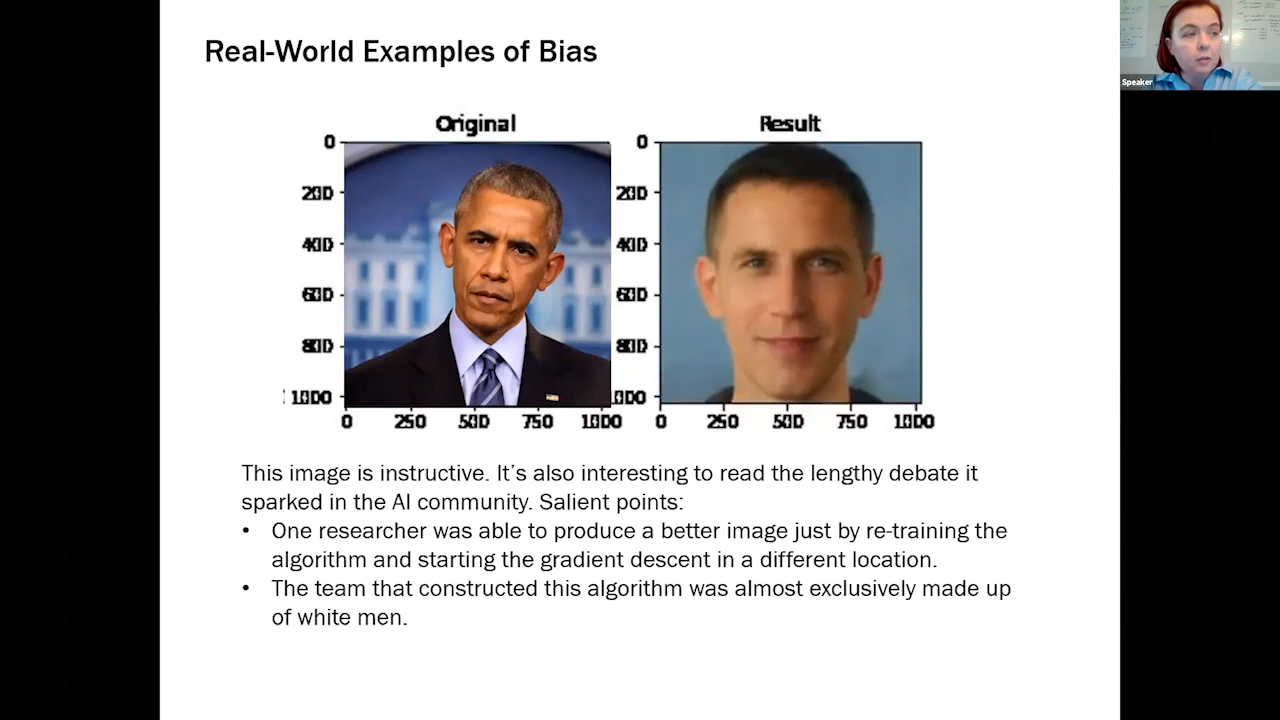 Real-World Examples of Bias
Speaker
Original
Result
0
200
400
600
800
1000
0
250
500
750
1000
0
200
400
600
800
0
250
500
750
1000
This image is instructive. It's also interesting to read the lengthy debate it
sparked in the AI community. Salient points:
• One researcher was able to produce a better image just by re-training the
algorithm and starting the gradient descent in a different location.
• The team that constructed this algorithm was almost exclusively made up
of white men.